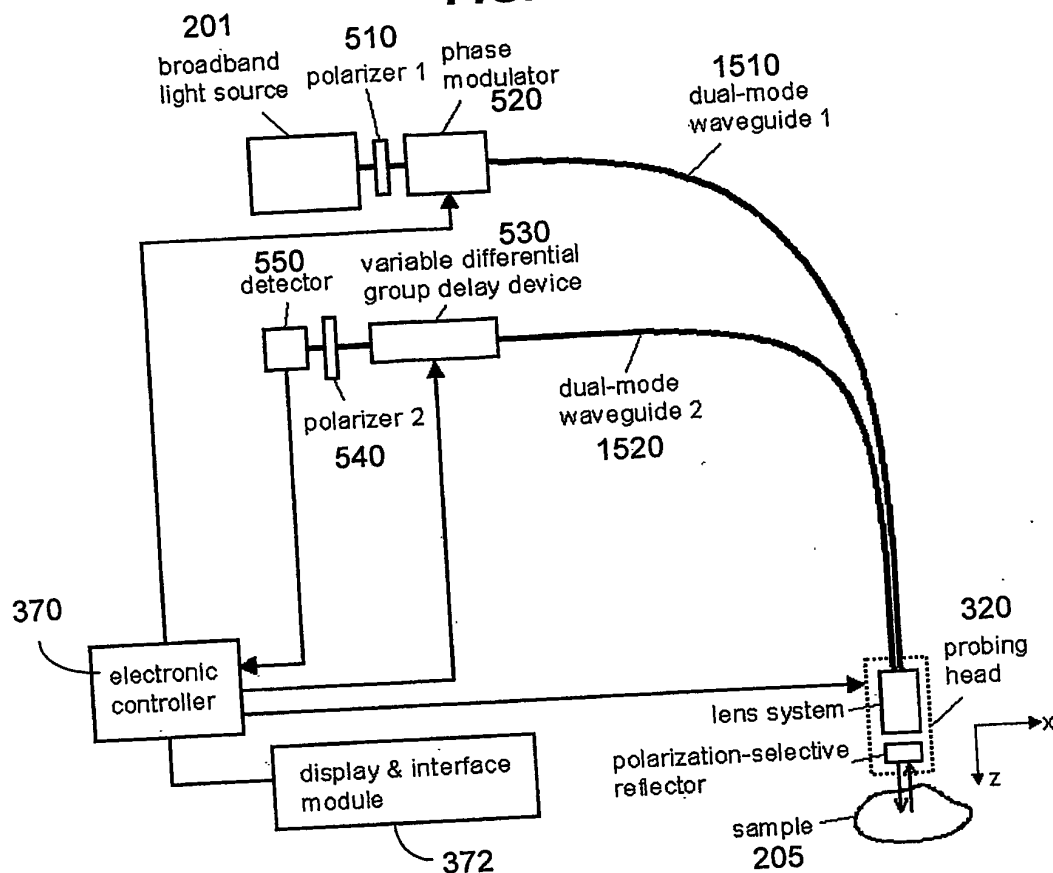 201
broadband
light source
510
polarizer 1
phase
modulator
520
1510
dual-mode
waveguide 1
550
detector
530
variable differential
group delay device
polarizer 2
540
dual-mode
waveguide 2
1520
370
electronic
controller
320
probing
head
lens system
polarization-selective
reflector
x
z
display & interface
module
372
sample
205